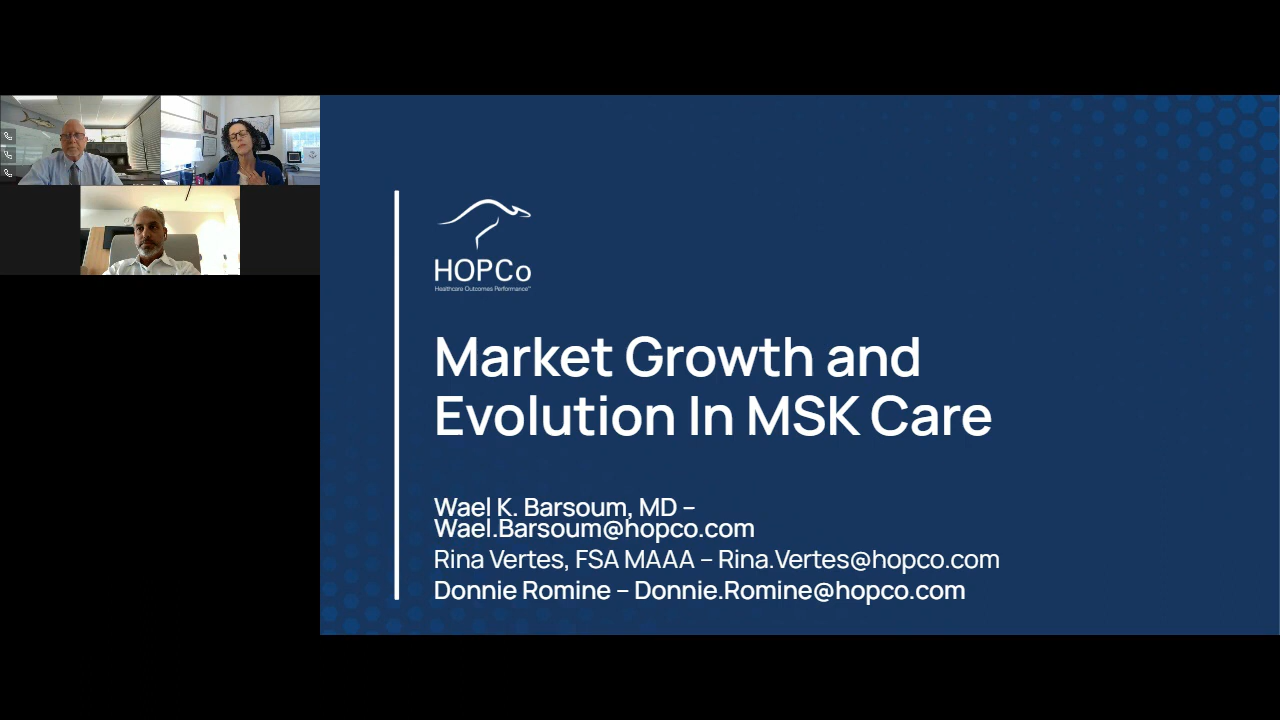 HOPCo
Healthcare Outcomes Performance™
Market Growth and
Evolution In MSK Care
Wael K. Barsoum, MD –
Wael.Barsoum@hopco.com
Rina Vertes, FSA MAAA – Rina.Vertes@hopco.com
Donnie Romine – Donnie.Romine@hopco.com